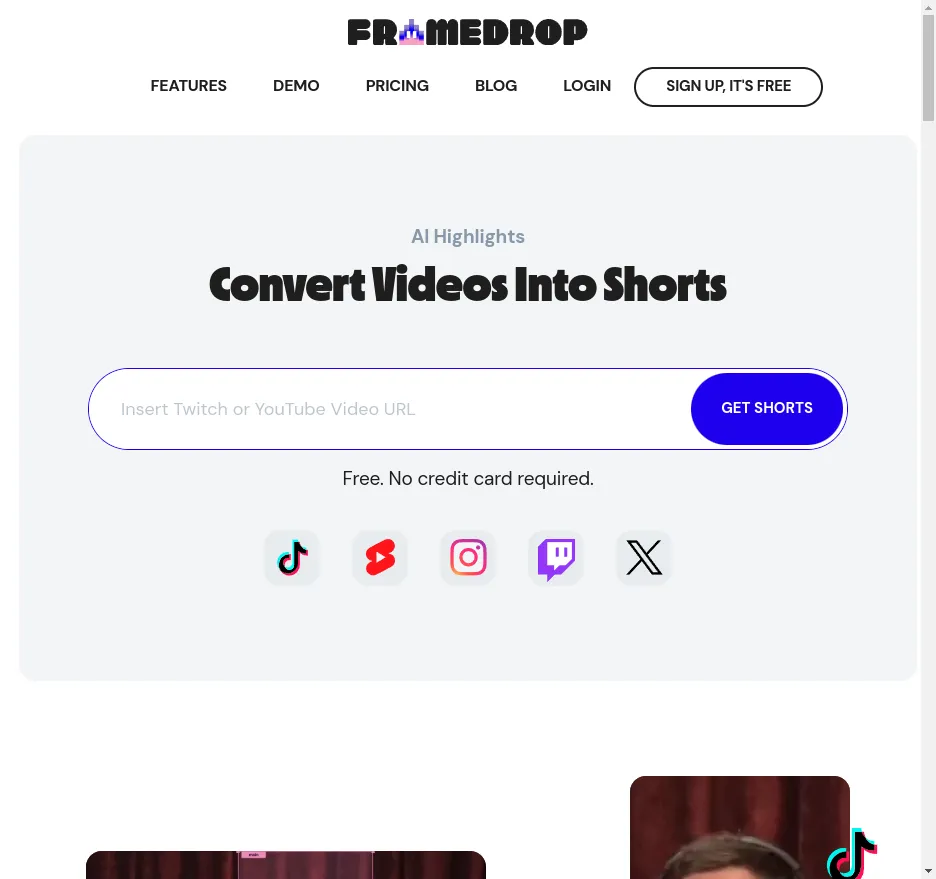 FRAMEDROP
FEATURES DEMO PRICING BLOG LOGIN SIGN UP, IT'S FREE
AI Highlights
Convert Videos Into Shorts
Insert Twitch or YouTube Video URL GET SHORTS
Free. No credit card required.